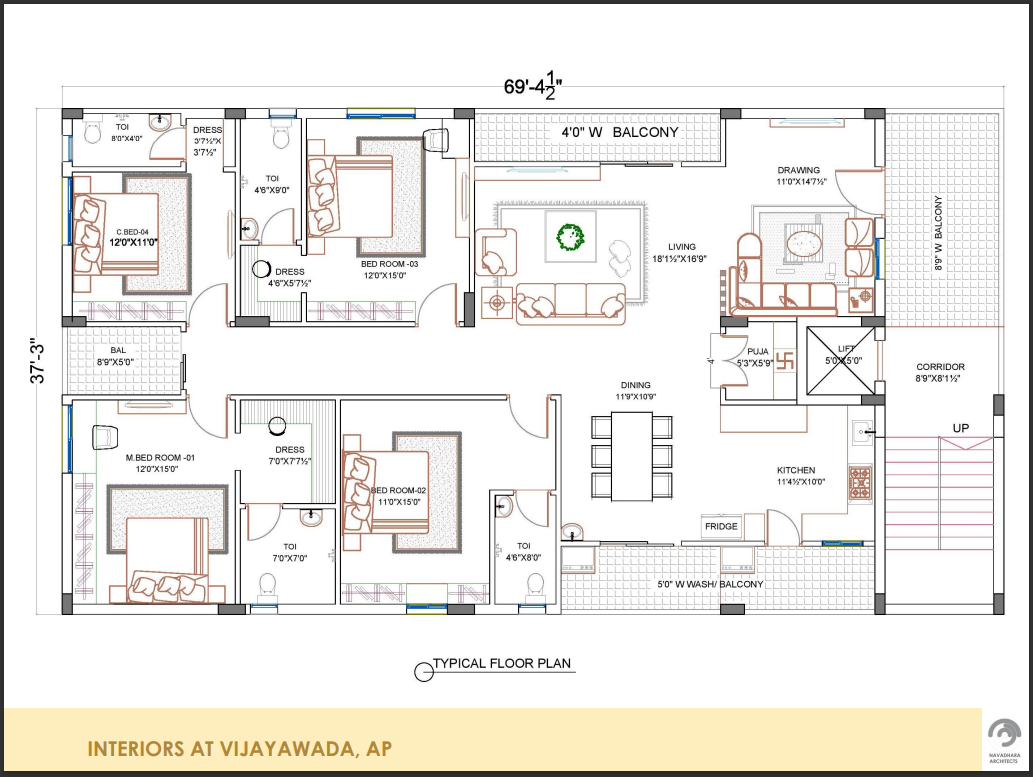 69'-4½"
37'-3"
TOI
8'0"X4'0"
DRESS
3'7½"X
3'7½"
TOI
4'6"X9'0"
4'0" W BALCONY
DRAWING
11'0"X14'7½"
C.BED-04
12'0"X11'0"
BED ROOM -03
12'0"X15'0"
DRESS
4'6"X5'7½"
LIVING
18'1½"X16'9"
8'9" W BALCONY
BAL
8'9"X5'0"
4'
PUJA
5'3"X5'9"
LIFT
5'0"X5'0"
CORRIDOR
8'9"X8'1½"
DINING
11'9"X10'9"
UP
M.BED ROOM -01
12'0"X15'0"
DRESS
7'0"X7'7½"
BED ROOM-02
11'0"X15'0"
KITCHEN
11'4½"X10'0"
FRIDGE
TOI
7'0"X7'0"
TOI
4'6"X8'0"
5'0" W WASH/ BALCONY
TYPICAL FLOOR PLAN
INTERIORS AT VIJAYAWADA, AP
NAVADHARA
ARCHITECTS